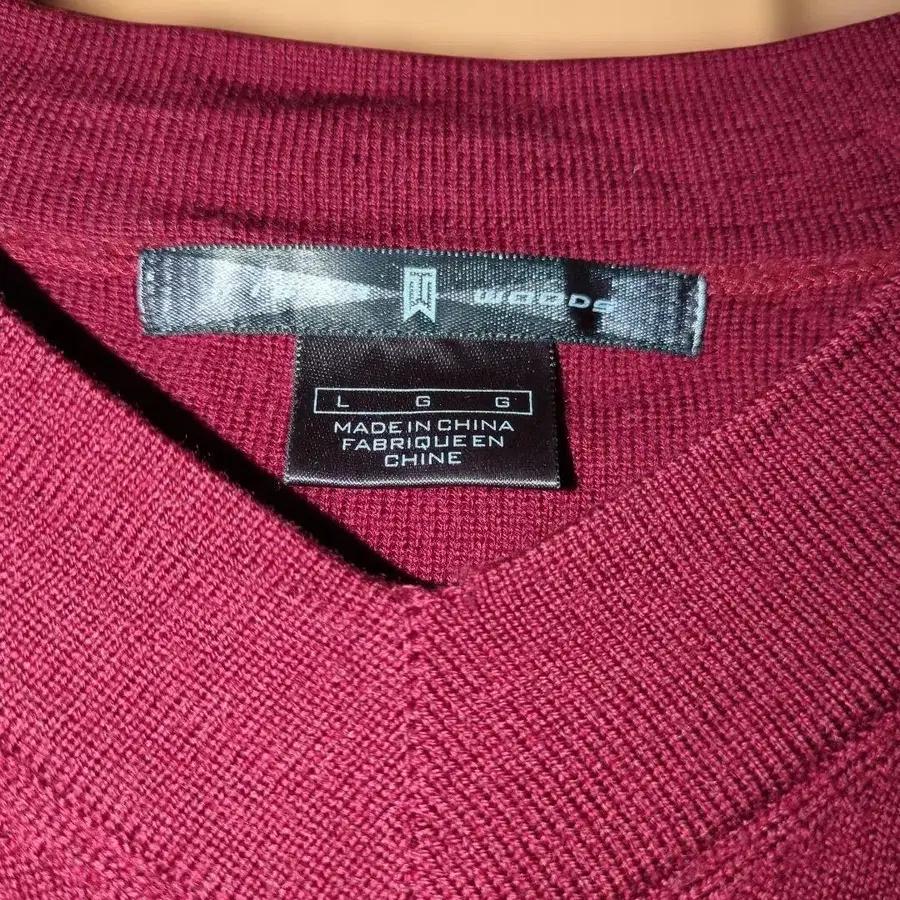 WOODS
L G G
MADE IN CHINA
FABRIQUE EN
CHINE